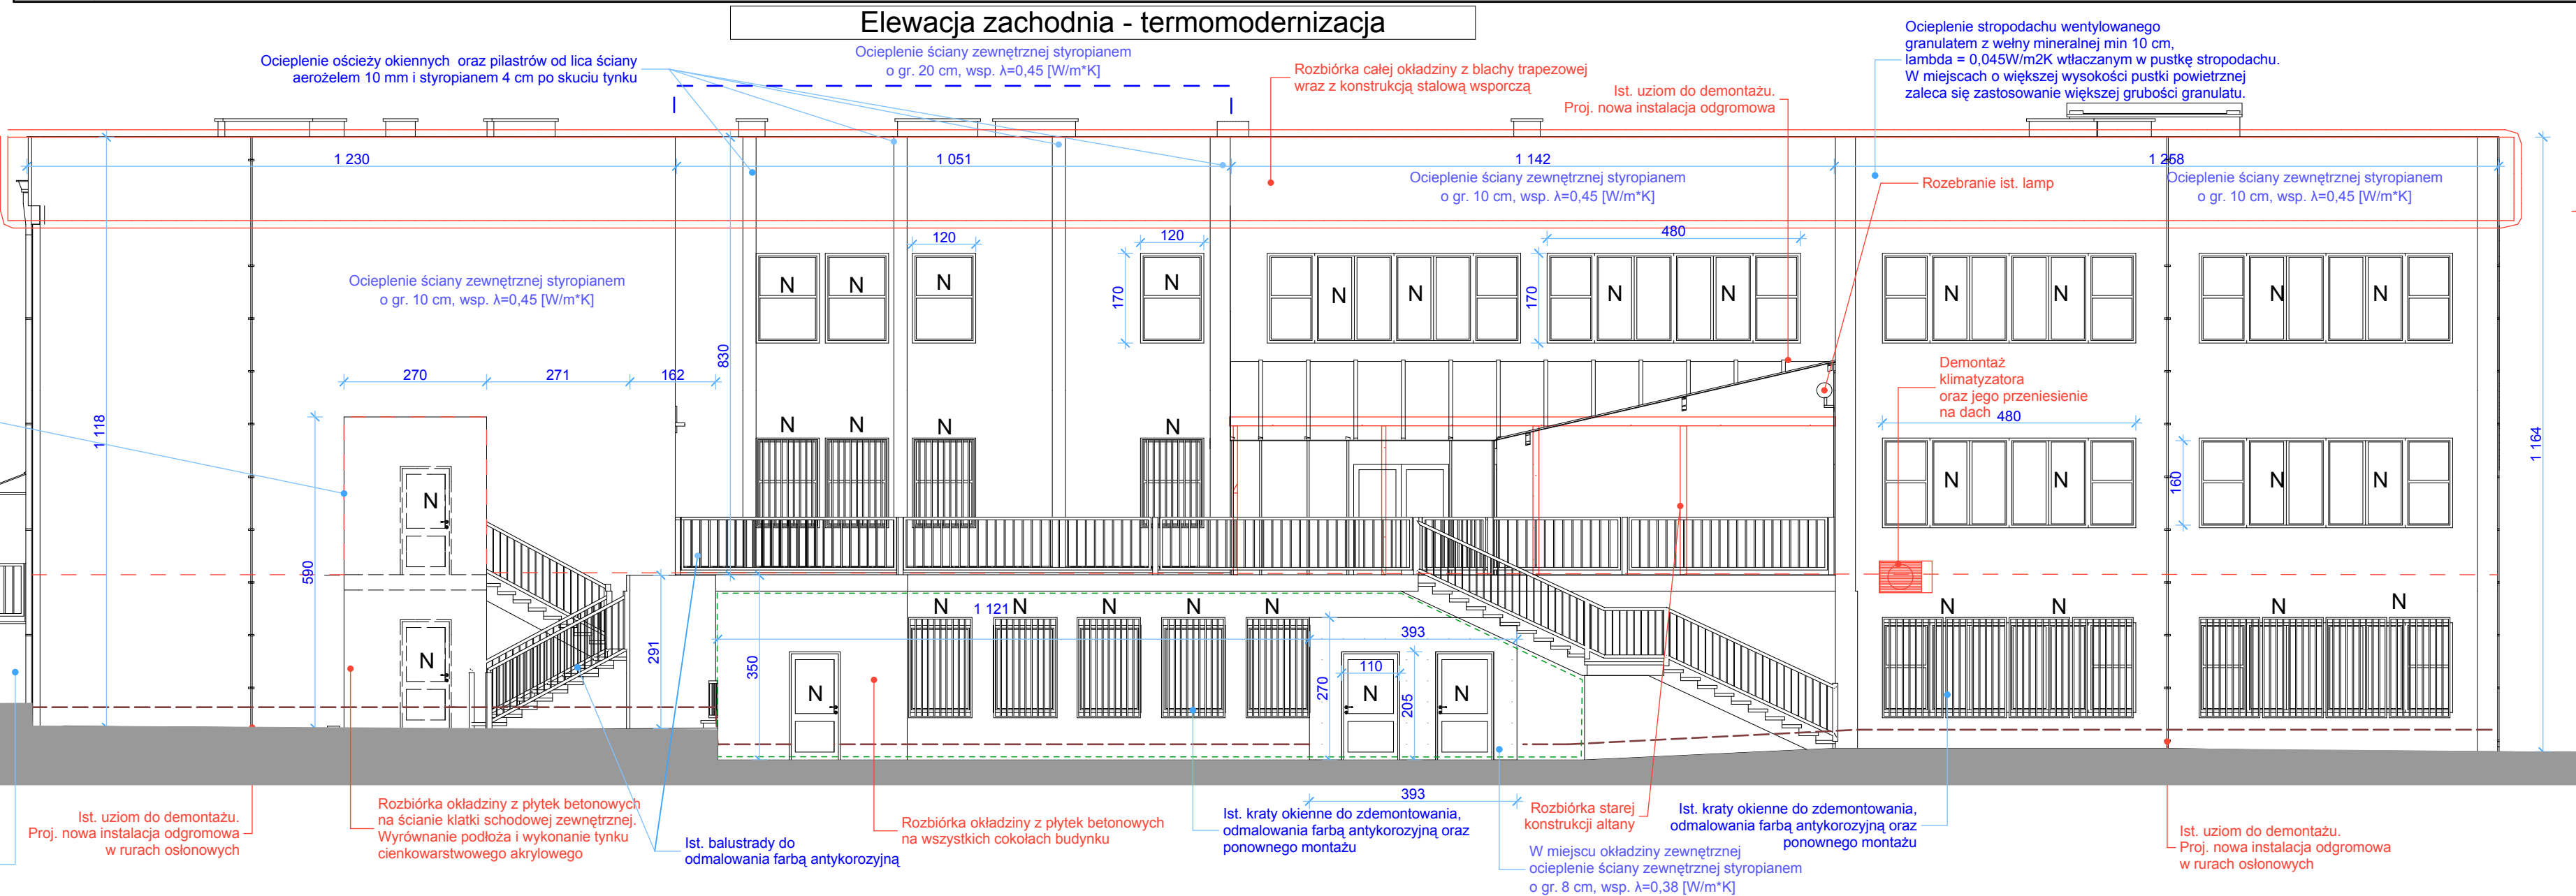 Elewacja zachodnia - termomodernizacja
Ocieplenie ościeży okiennych oraz pilastrów od lica ściany
aerożelem 10 mm i styropianem 4 cm po skuciu tynku
Ocieplenie ściany zewnętrznej styropianem
o gr. 20 cm, wsp. λ=0,45 [W/m*K]
Rozbiórka całej okładziny z blachy trapezowej
wraz z konstrukcją stalową wsporczą
Ist. uziom do demontażu.
Proj. nowa instalacja odgromowa
Ocieplenie stropodachu wentylowanego
granulatem z wełny mineralnej min 10 cm,
lambda = 0,045W/m2K wtłaczanym w pustkę stropodachu.
W miejscach o większej wysokości pustki powietrznej
zaleca się zastosowanie większej grubości granulatu.
1 230
1 051
1 142
1 268
Ocieplenie ściany zewnętrznej styropianem
o gr. 10 cm, wsp. λ=0,45 [W/m*K]
Rozebranie ist. lamp
Ocieplenie ściany zewnętrznej styropianem
o gr. 10 cm, wsp. λ=0,45 [W/m*K]
120
120
480
Ocieplenie ściany zewnętrznej styropianem
o gr. 10 cm, wsp. λ=0,45 [W/m*K]
N
N
N
N
N
N
N
N
N
N
N
N
170
170
830
270
271
162
Demontaż
klimatyzatora
oraz jego przeniesienie
na dach
480
1 118
N
N
N
N
1 164
N
N
N
N
N
160
590
N
N
N
N
N
1 121
N
N
N
N
N
291
350
393
270
110
205
N
N
N
N
393
Ist. uziom do demontażu.
Proj. nowa instalacja odgromowa
w rurach osłonowych
Rozbiórka okładziny z płytek betonowych
na ścianie klatki schodowej zewnętrznej.
Wyrównanie podłoża i wykonanie tynku
cienkowarstwowego akrylowego
Ist. balustrady do
odmalowania farbą antykorozyjną
Rozbiórka okładziny z płytek betonowych
na wszystkich cokołach budynku
Ist. kraty okienne do zdemontowania,
odmalowania farbą antykorozyjną oraz
ponownego montażu
Rozbiórka starej
konstrukcji altany
W miejscu okładziny zewnętrznej
ocieplenie ściany zewnętrznej styropianem
o gr. 8 cm, wsp. λ=0,38 [W/m*K]
Ist. kraty okienne do zdemontowania,
odmalowania farbą antykorozyjną oraz
ponownego montażu
Ist. uziom do demontażu.
Proj. nowa instalacja odgromowa
w rurach osłonowych